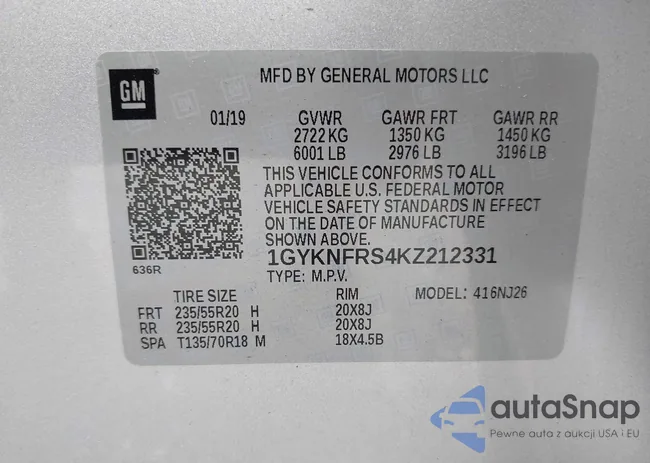 GM
MFD BY GENERAL MOTORS LLC
01/19 GVWR GAWR FRT GAWR RR
2722 KG 1350 KG 1450 KG
6001 LB 2976 LB 3196 LB
THIS VEHICLE CONFORMS TO ALL
APPLICABLE U.S. FEDERAL MOTOR
VEHICLE SAFETY STANDARDS IN EFFECT
ON THE DATE OF MANUFACTURE
SHOWN ABOVE.
1GYKNFRS4KZ212331
636R
TYPE: M.P.V.
TIRE SIZE RIM MODEL: 416NJ26
FRT 235/55R20 H 20X8J
RR 235/55R20 H 20X8J
SPA T135/70R18 M 18X4.5B
autaSnap
Pewne auta z aukcji USA i EU